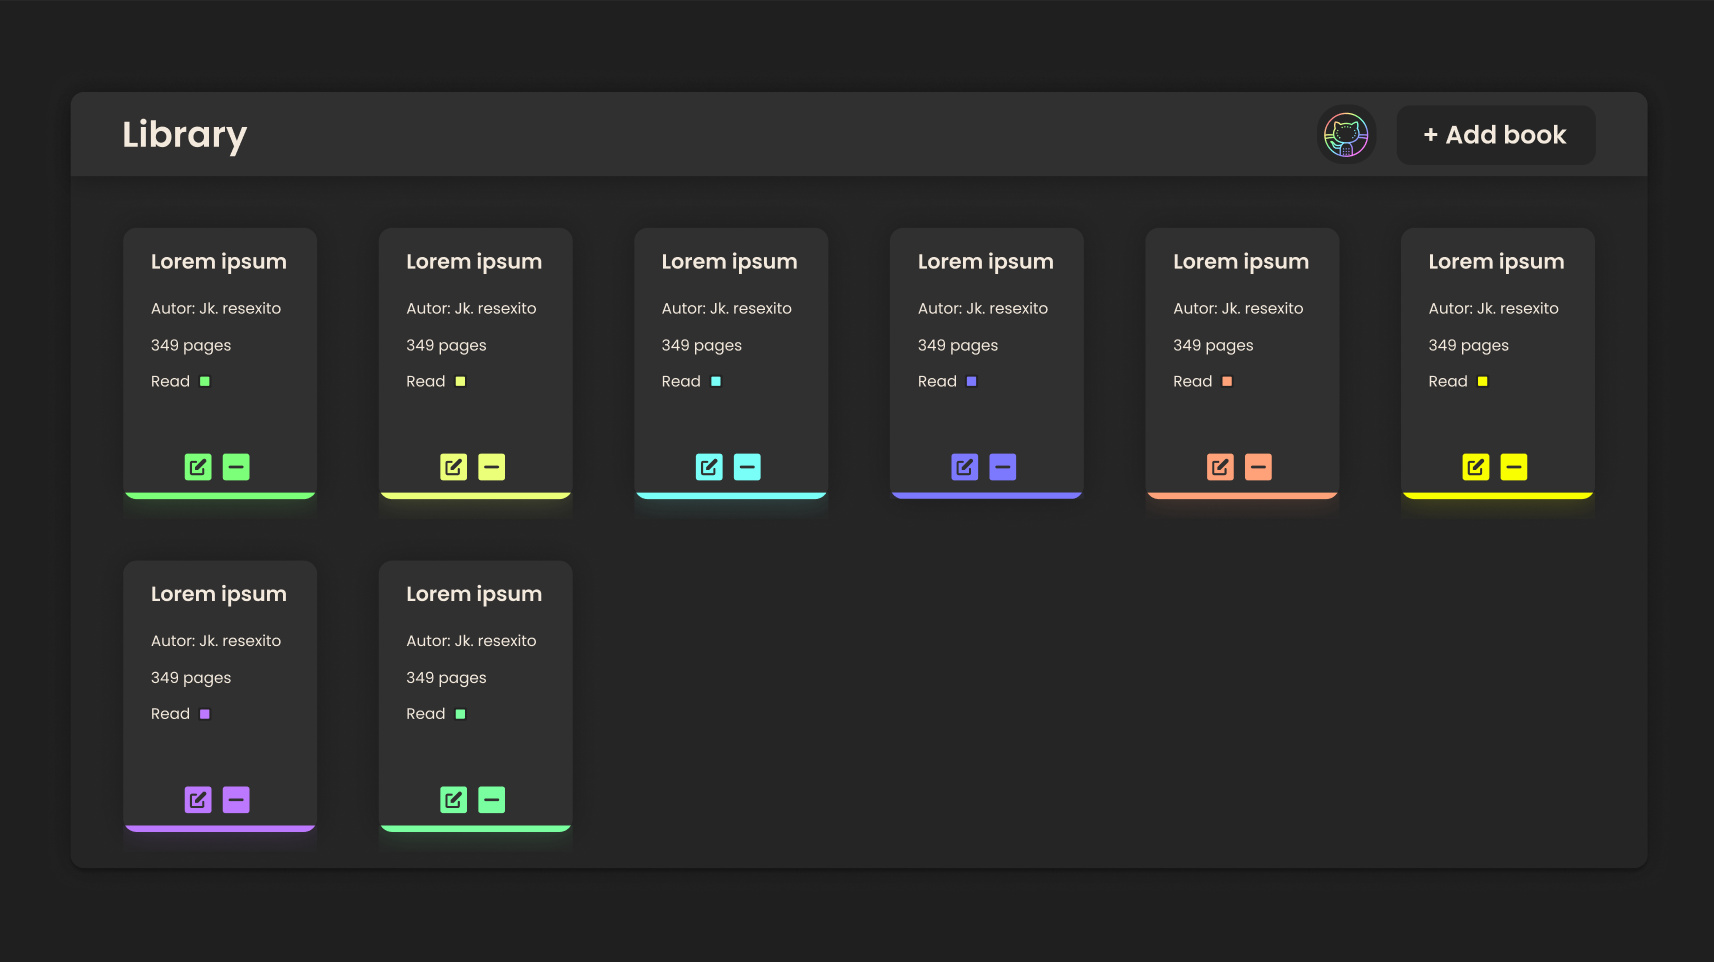 Library
+ Add book
Lorem ipsum
Autor: Jk. resexito
349 pages
Read
Lorem ipsum
Autor: Jk. resexito
349 pages
Read
Lorem ipsum
Autor: Jk. resexito
349 pages
Read
Lorem ipsum
Autor: Jk. resexito
349 pages
Read
Lorem ipsum
Autor: Jk. resexito
349 pages
Read
Lorem ipsum
Autor: Jk. resexito
349 pages
Read
Lorem ipsum
Autor: Jk. resexito
349 pages
Read
Lorem ipsum
Autor: Jk. resexito
349 pages
Read